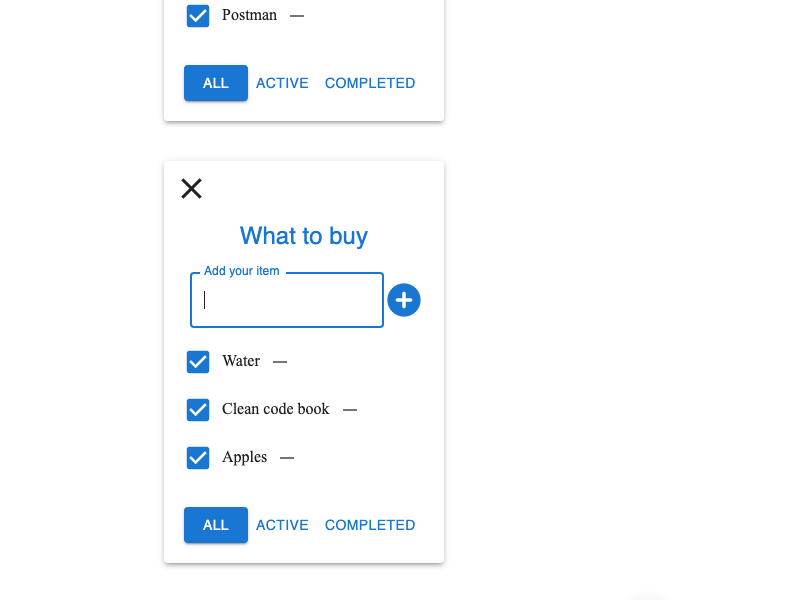 Postman —
ALL ACTIVE COMPLETED
What to buy
Add your item
Water —
Clean code book —
Apples —
ALL ACTIVE COMPLETED